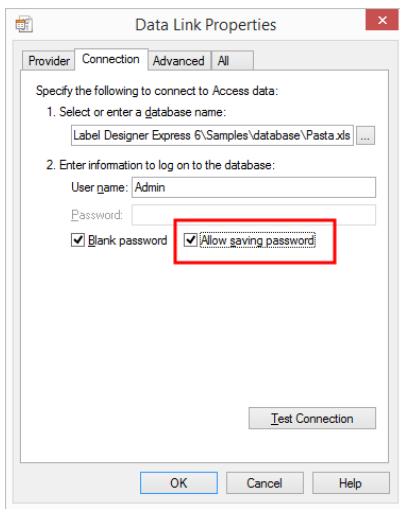 Data Link Properties
Provider Connection Advanced All
Specify the following to connect to Access data:
1. Select or enter a database name:
Label Designer Express 6\Samples\database\Pasta.xls ...
2. Enter information to log on to the database:
User name: Admin
Password:
Blank password Allow saving password
Test Connection
OK Cancel Help